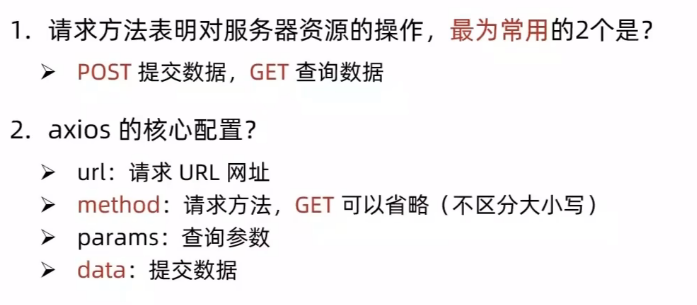 1. 请求方法表明对服务器资源的操作，最为常用的2个是？
➢ POST 提交数据，GET 查询数据
2. axios 的核心配置？
➢ url：请求 URL 网址
➢ method：请求方法，GET 可以省略（不区分大小写）
➢ params：查询参数
➢ data：提交数据